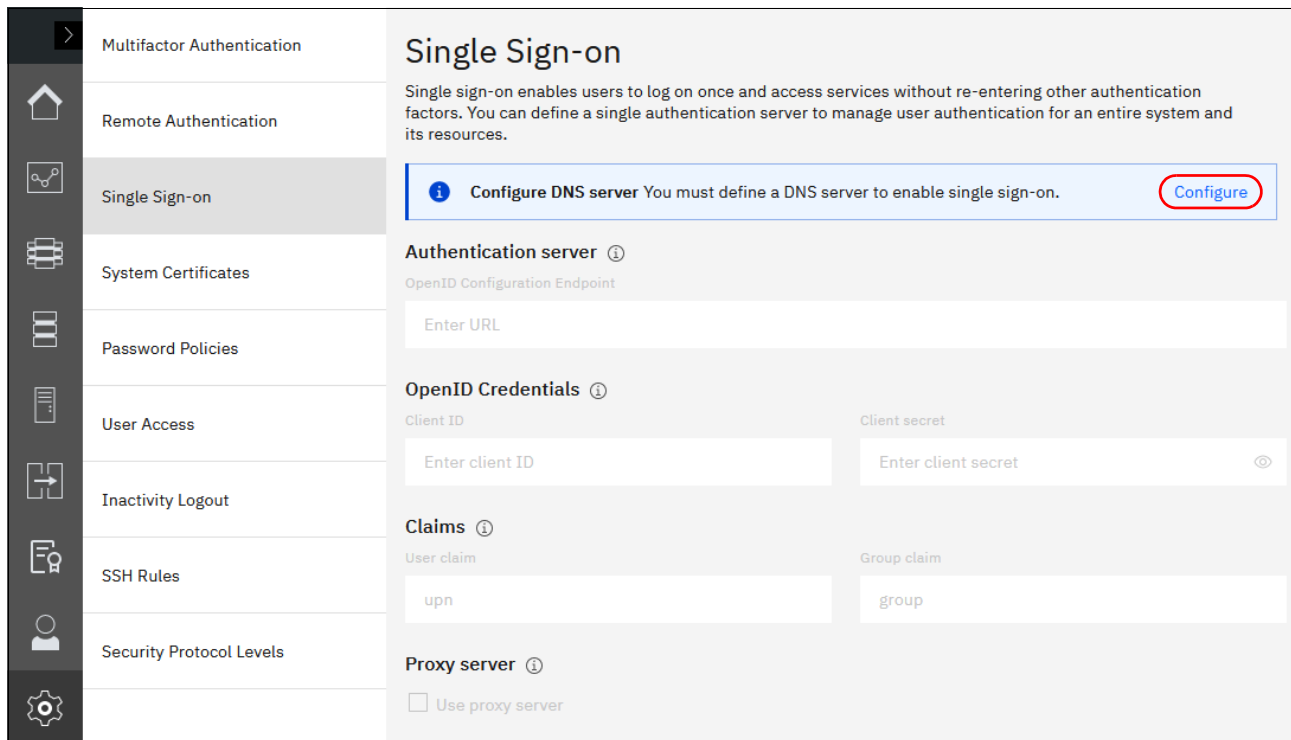 Multifactor Authentication
Remote Authentication
Single Sign-on
System Certificates
Password Policies
User Access
Inactivity Logout
SSH Rules
Security Protocol Levels
Single Sign-on
Single sign-on enables users to log on once and access services without re-entering other authentication
factors. You can define a single authentication server to manage user authentication for an entire system and
its resources.
Configure DNS server You must define a DNS server to enable single sign-on. Configure
Authentication server
OpenID Configuration Endpoint
Enter URL
OpenID Credentials
Client ID Client secret
Enter client ID Enter client secret
Claims
User claim Group claim
upn group
Proxy server
Use proxy server